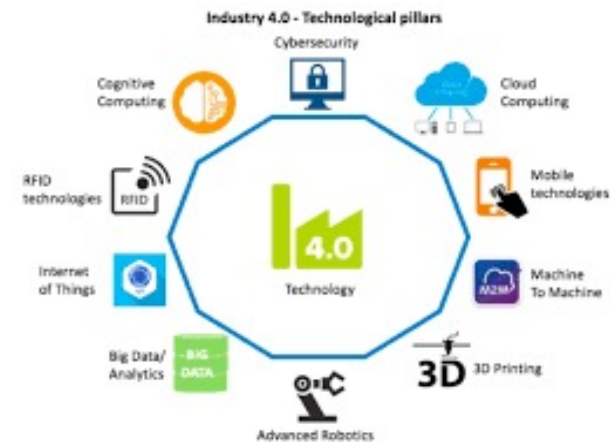 Industry 4.0 - Technological pillars
Cybersecurity
Cognitive
Computing
Cloud
Computing
RFID
technologies
RFID
Mobile
technologies
4.0
Technology
Internet
of Things
M2M
Machine
To Machine
Big Data/
Analytics
BIG
DATA
3D
3D Printing
Advanced Robotics